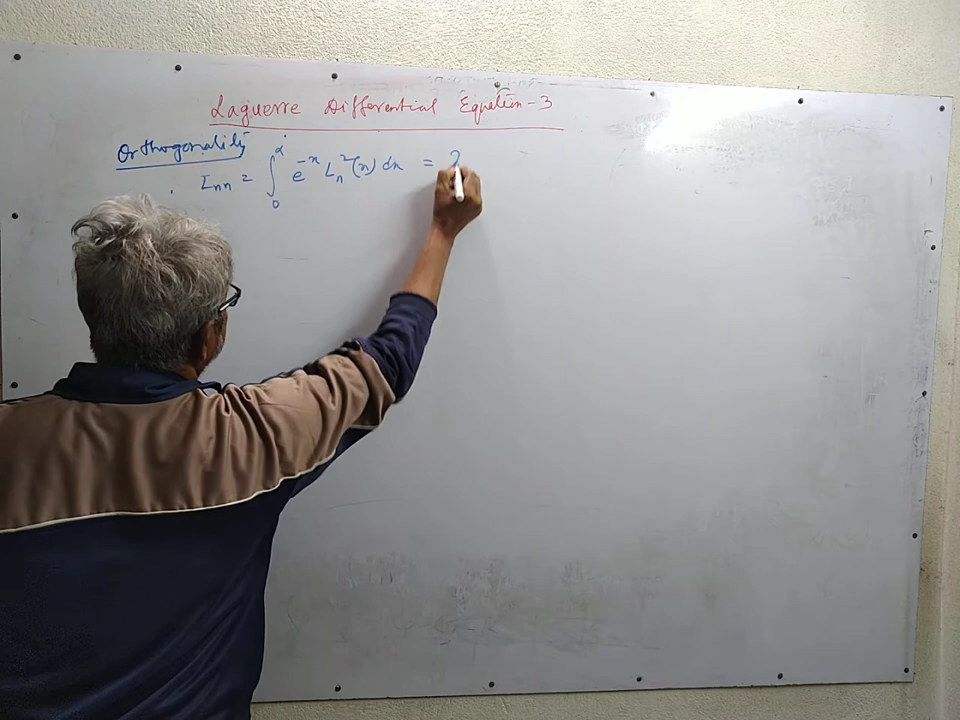 Laguerre Differential Equation-3
Orthogonality
Inn = ∫₀^∝ e^-x Ln²(x) dx = ?